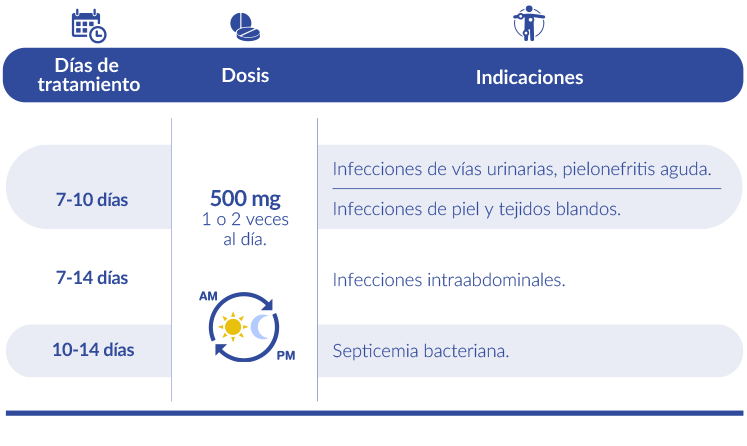 Días de
tratamiento
Dosis
Indicaciones
7-10 días
500 mg
1 o 2 veces
al día.
Infecciones de vías urinarias, pielonefritis aguda.
Infecciones de piel y tejidos blandos.
7-14 días
Infecciones intraabdominales.
AM
PM
10-14 días
Septicemia bacteriana.